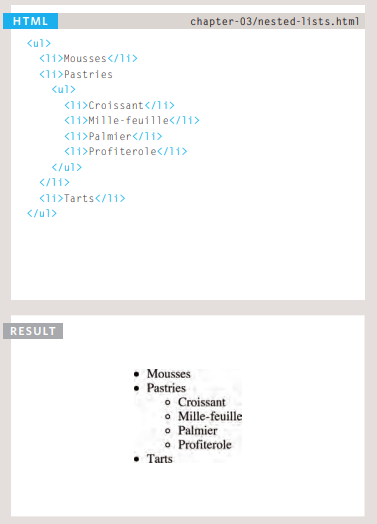 HTML chapter-03/nested-lists.html
<ul>
<li>Mousses</li>
<li>Pastries
<ul>
<li>Croissant</li>
<li>Mille-feuille</li>
<li>Palmier</li>
<li>Profiterole</li>
</ul>
</li>
<li>Tarts</li>
</ul>
RESULT
• Mousses
• Pastries
◦ Croissant
◦ Mille-feuille
◦ Palmier
◦ Profiterole
• Tarts